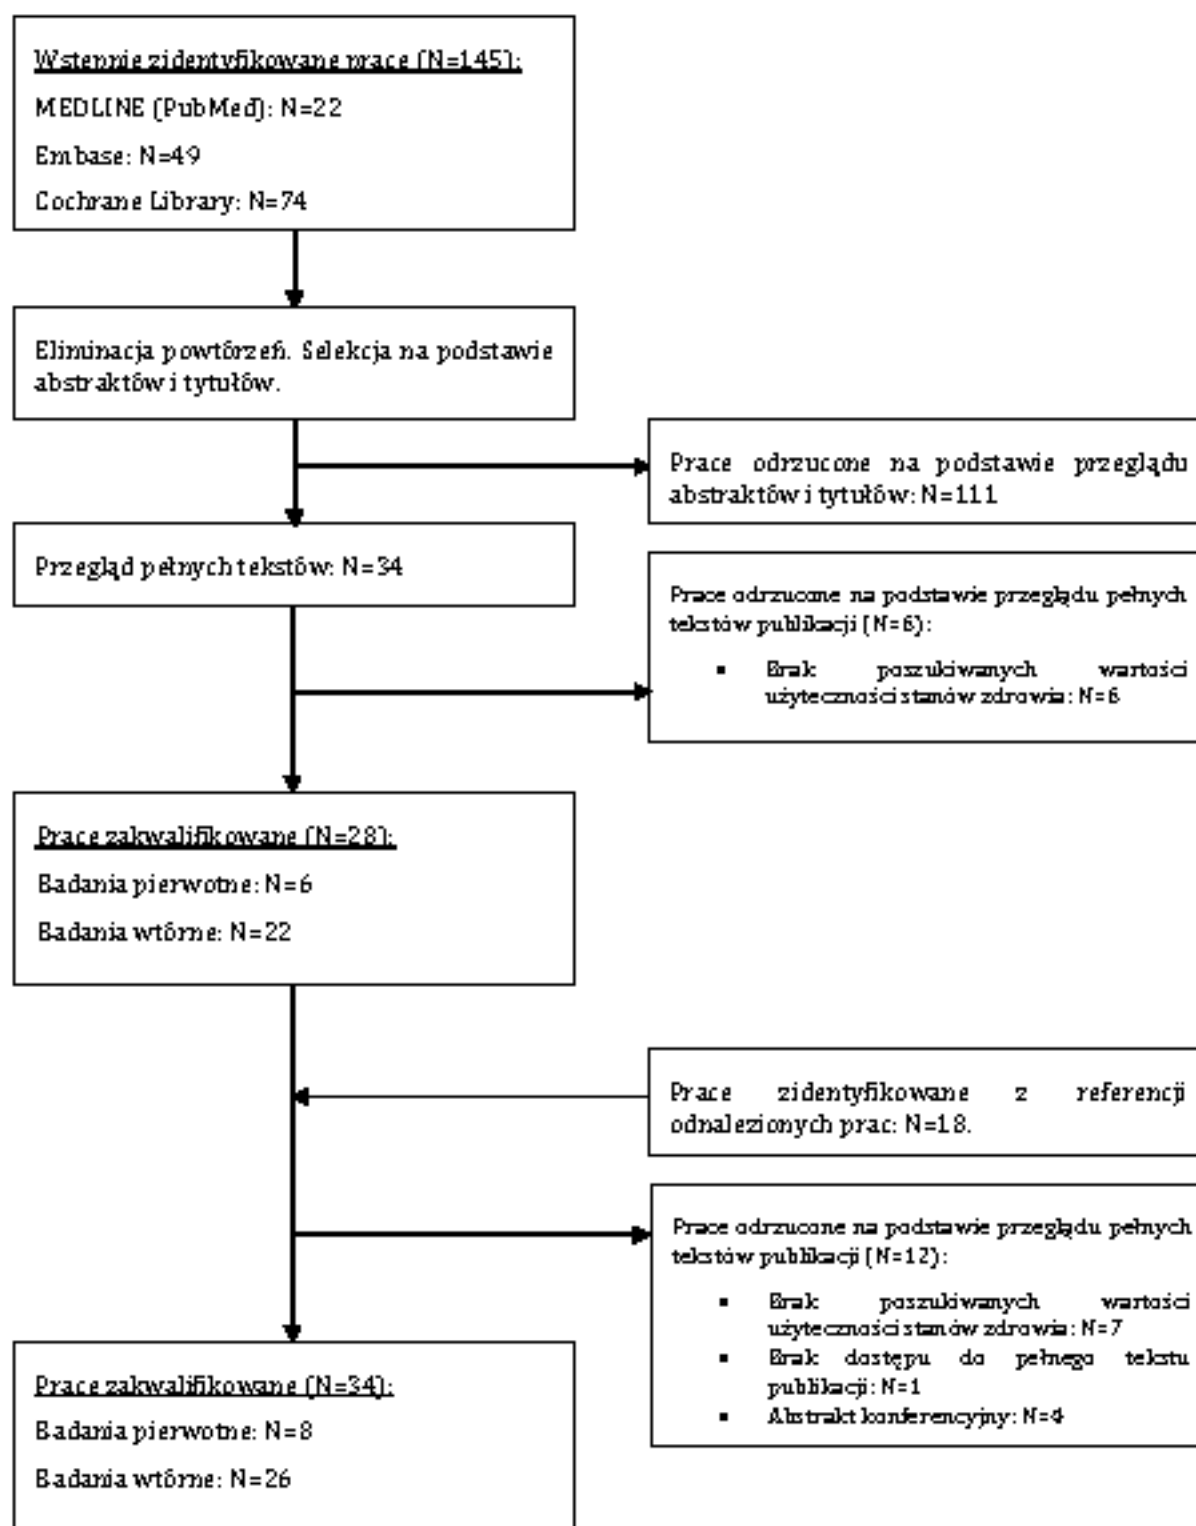 Wstępnie zidentyfikowane prace (N=145):
MEDLINE (PubMed): N=22
Embase: N=49
Cochrane Library: N=74
Eliminacja powtórzeń. Selekcja na podstawie
abstraktów i tytułów.
Prace odrzucone na podstawie przeglądu
abstraktów i tytułów: N=111
Przegląd pełnych tekstów: N=34
Prace odrzucone na podstawie przeglądu pełnych
tekstów publikacji (N=6):
▪ Brak poszukiwanych wartości
użyteczności stanów zdrowia: N=6
Prace zakwalifikowane (N=28):
Badania pierwotne: N=6
Badania wtórne: N=22
Prace zidentyfikowane z referencji
odnalezionych prac: N=18.
Prace odrzucone na podstawie przeglądu pełnych
tekstów publikacji (N=12):
▪ Brak poszukiwanych wartości
użyteczności stanów zdrowia: N=7
▪ Brak dostępu do pełnego tekstu
publikacji: N=1
▪ Abstrakt konferencyjny: N=4
Prace zakwalifikowane (N=34):
Badania pierwotne: N=8
Badania wtórne: N=26